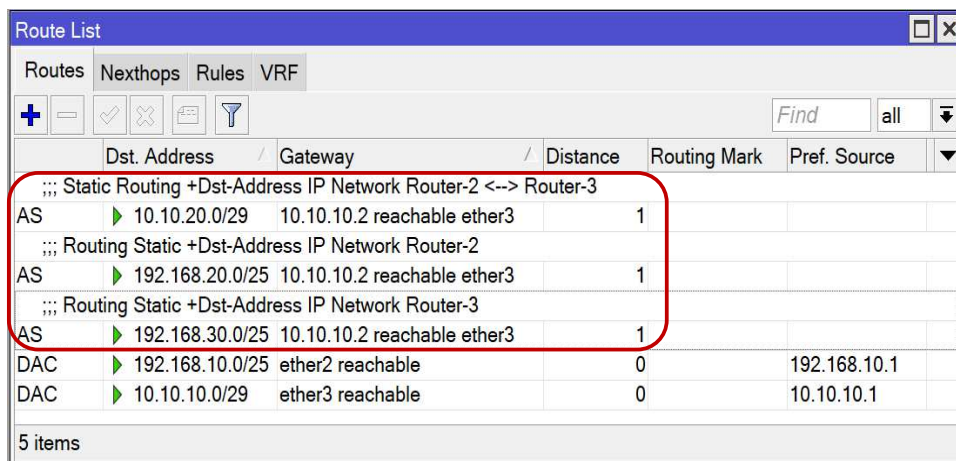 Route List
Routes Nexthops Rules VRF
Find all
Dst. Address Gateway Distance Routing Mark Pref. Source
;;; Static Routing +Dst-Address IP Network Router-2 <--> Router-3
AS 10.10.20.0/29 10.10.10.2 reachable ether3 1
;;; Routing Static +Dst-Address IP Network Router-2
AS 192.168.20.0/25 10.10.10.2 reachable ether3 1
;;; Routing Static +Dst-Address IP Network Router-3
AS 192.168.30.0/25 10.10.10.2 reachable ether3 1
DAC 192.168.10.0/25 ether2 reachable 0 192.168.10.1
DAC 10.10.10.0/29 ether3 reachable 0 10.10.10.1
5 items